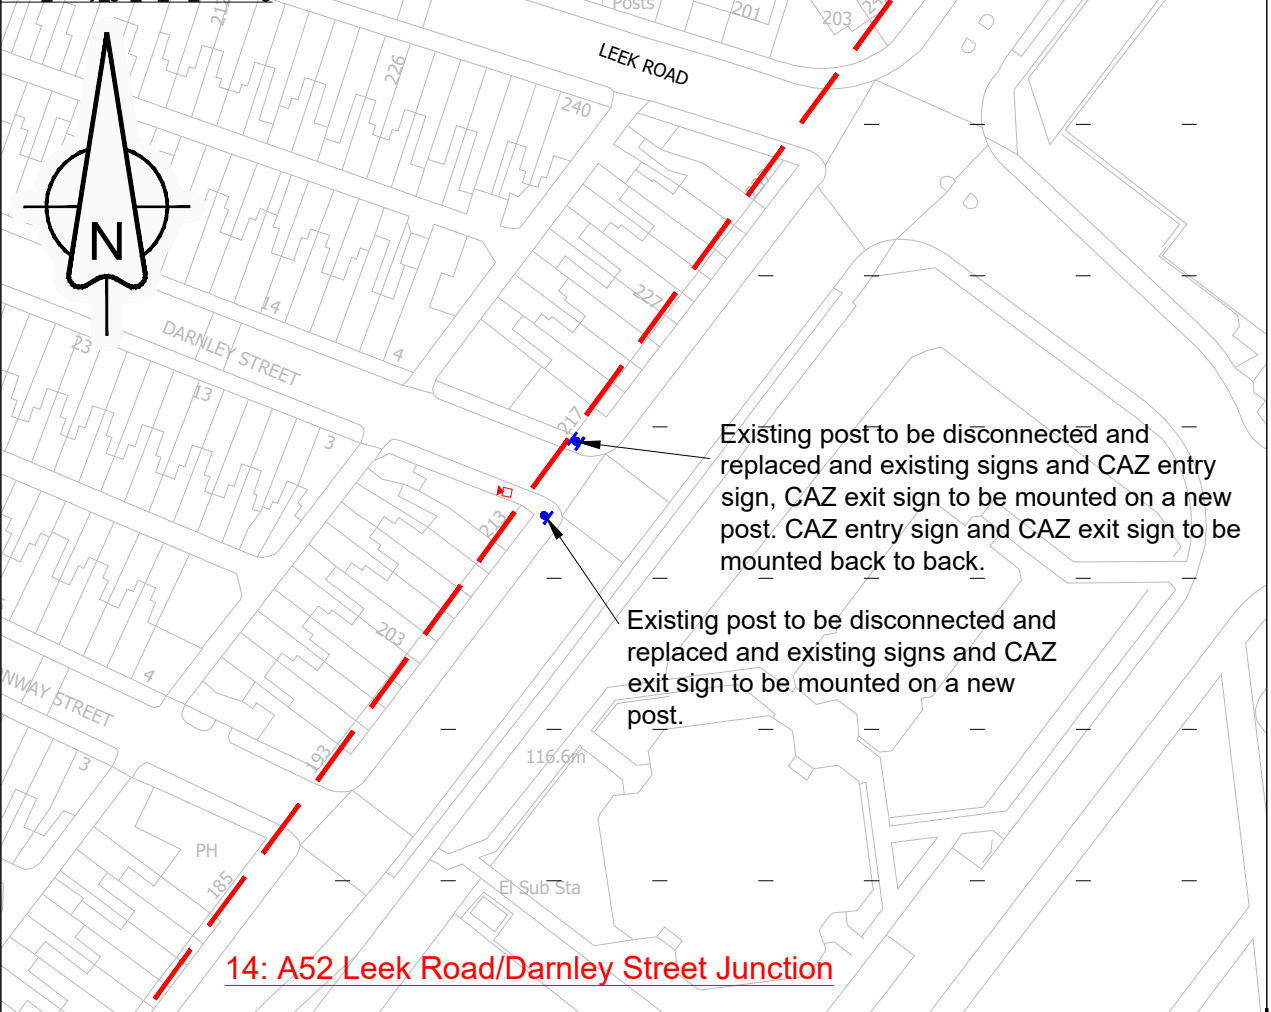 Posts
201
203
212
226
LEEK ROAD
240
N
227
14
DARNLEY STREET
4
23
13
3
217
Existing post to be disconnected and
replaced and existing signs and CAZ entry
sign, CAZ exit sign to be mounted on a new
post. CAZ entry sign and CAZ exit sign to be
mounted back to back.
213
203
Existing post to be disconnected and
replaced and existing signs and CAZ
exit sign to be mounted on a new
post.
4
NWAY STREET
193
116.6m
3
PH
185
El Sub Sta
14: A52 Leek Road/Darnley Street Junction